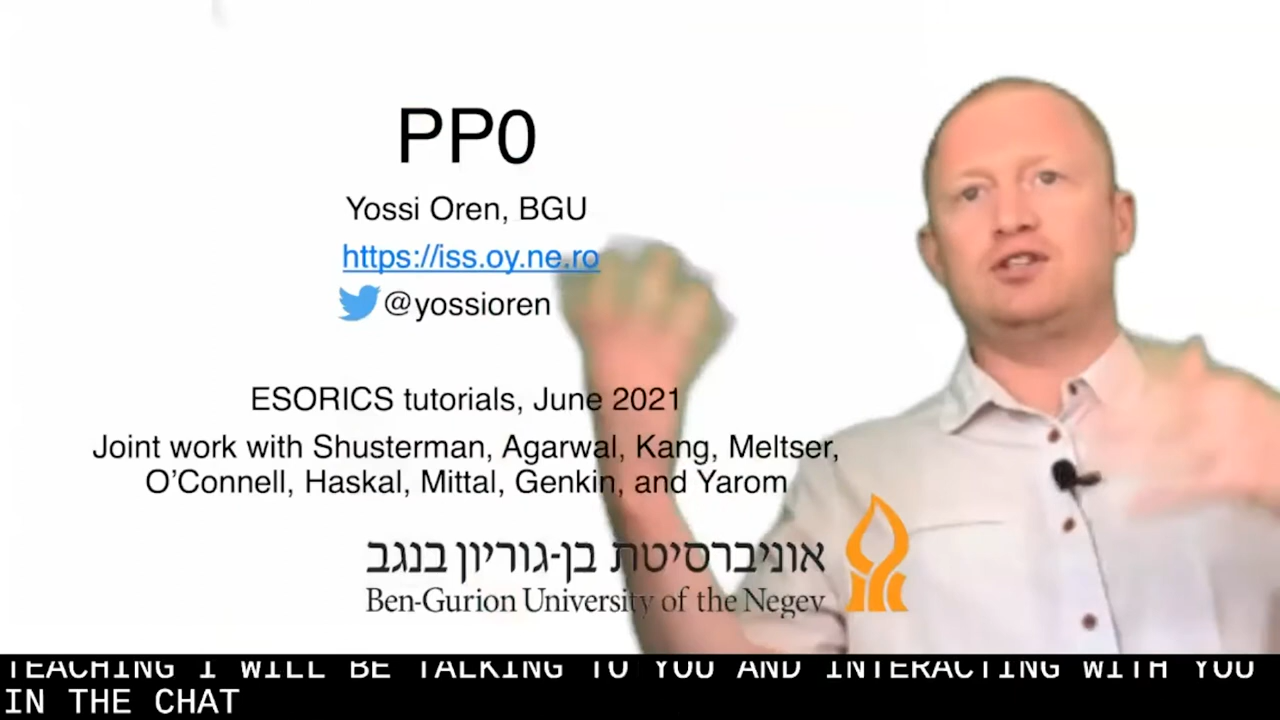 PP0
Yossi Oren, BGU
https://iss.oy.ne.ro
@yossioren
ESORICS tutorials, June 2021
Joint work with Shusterman, Agarwal, Kang, Meltser,
O'Connell, Haskal, Mittal, Genkin, and Yarom
אוניברסיטת בן-גוריון בנגב
Ben-Gurion University of the Negev
TEACHING I WILL BE TALKING TO YOU AND INTERACTING WITH YOU
IN THE CHAT